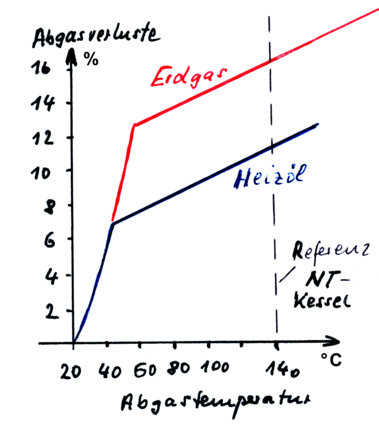 Abgasverluste
%
16
14
12
10
8
6
4
2
Erdgas
Heizöl
Referenz
NT-
Kessel
20 40 60 80 100 140 °C
Abgastemperatur